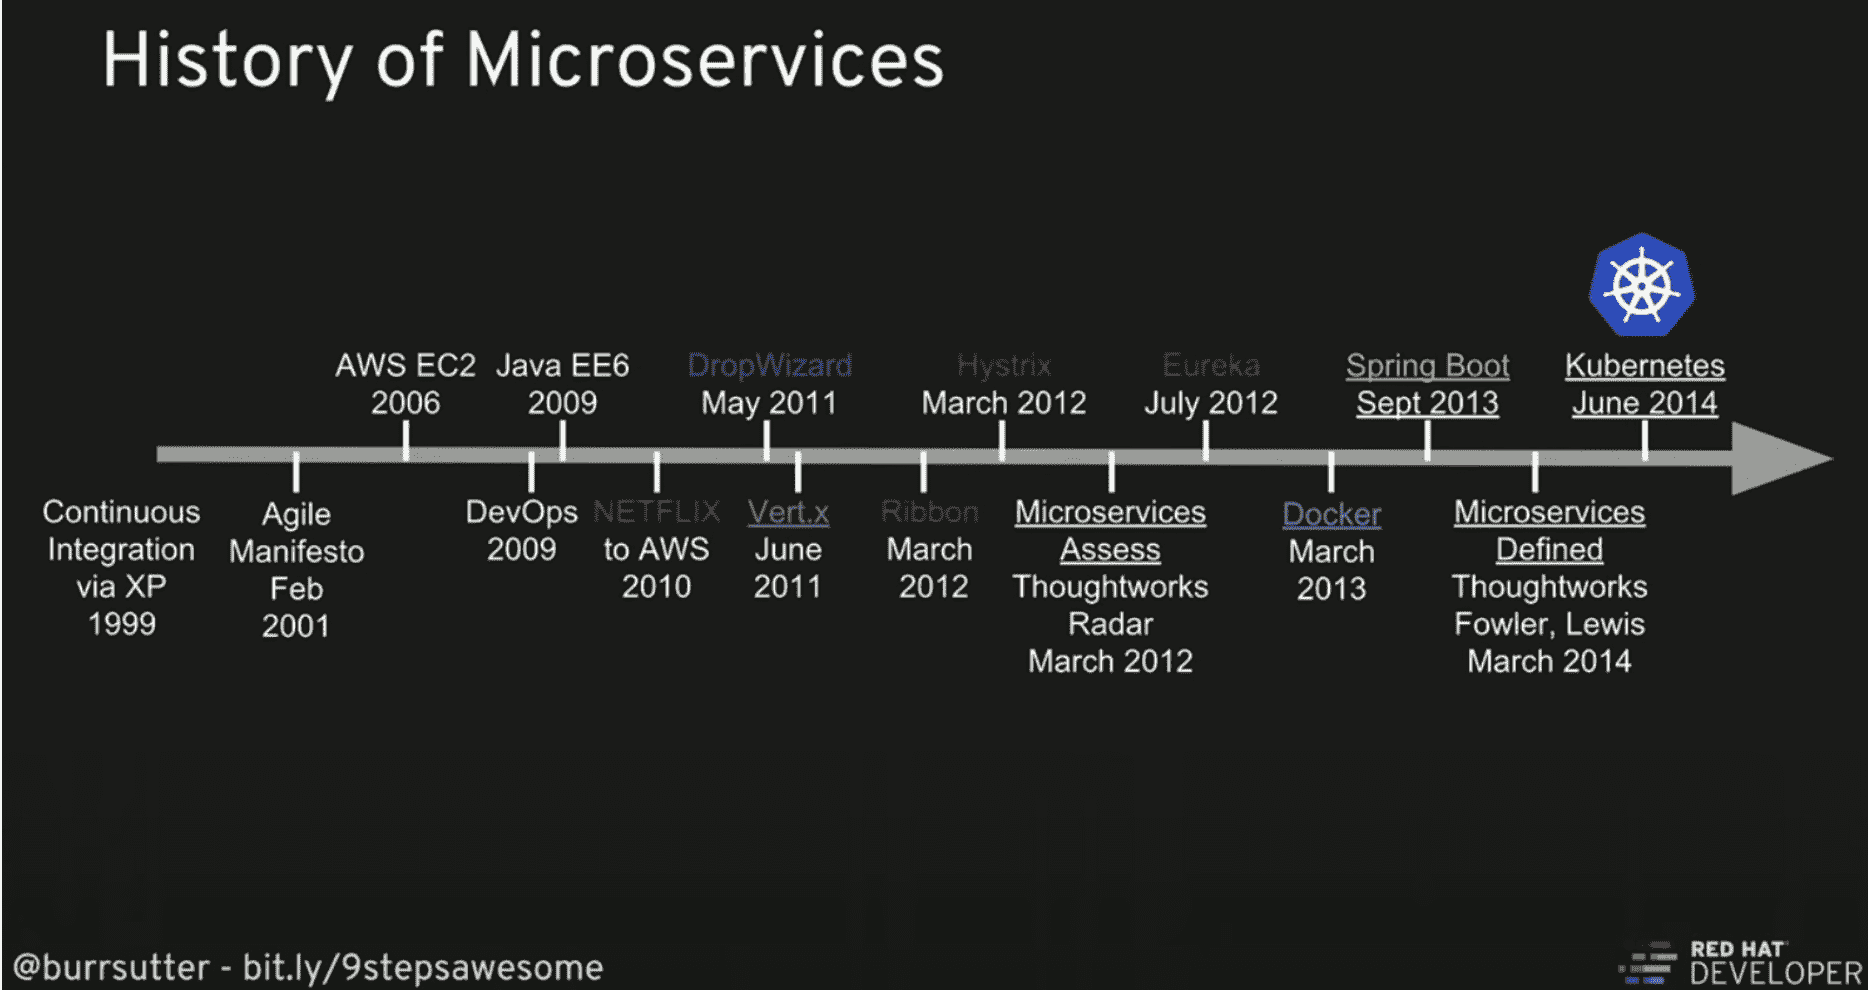 History of Microservices
AWS EC2
2006
Java EE6
2009
DropWizard
May 2011
Hystrix
March 2012
Eureka
July 2012
Spring Boot
Sept 2013
Kubernetes
June 2014
Continuous
Integration
via XP
1999
Agile
Manifesto
Feb
2001
DevOps
2009
NETFLIX
to AWS
2010
Vert.x
June
2011
Ribbon
March
2012
Microservices
Assess
Thoughtworks
Radar
March 2012
Docker
March
2013
Microservices
Defined
Thoughtworks
Fowler, Lewis
March 2014
@burrsutter - bit.ly/9stepsawesome
RED HAT
DEVELOPER